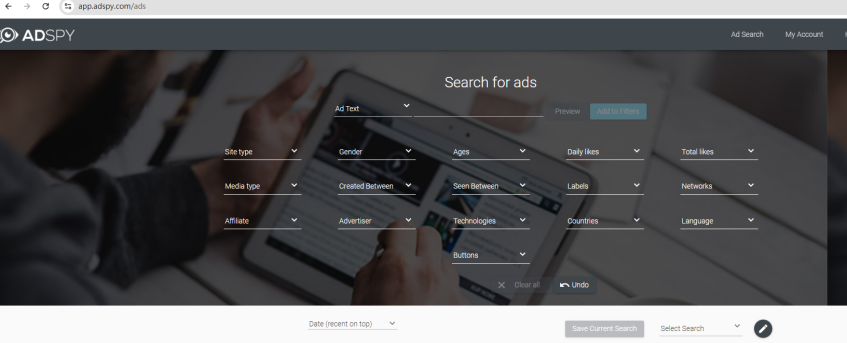 app.adspy.com/ads
ADSPY
Ad Search My Account
Search for ads
Ad Text Preview Add to Filters
Site type Gender Ages Daily likes Total likes
Media type Created Between Seen Between Labels Networks
Affiliate Advertiser Technologies Countries Language
Buttons
Clear all Undo
Date (recent on top) Save Current Search Select Search